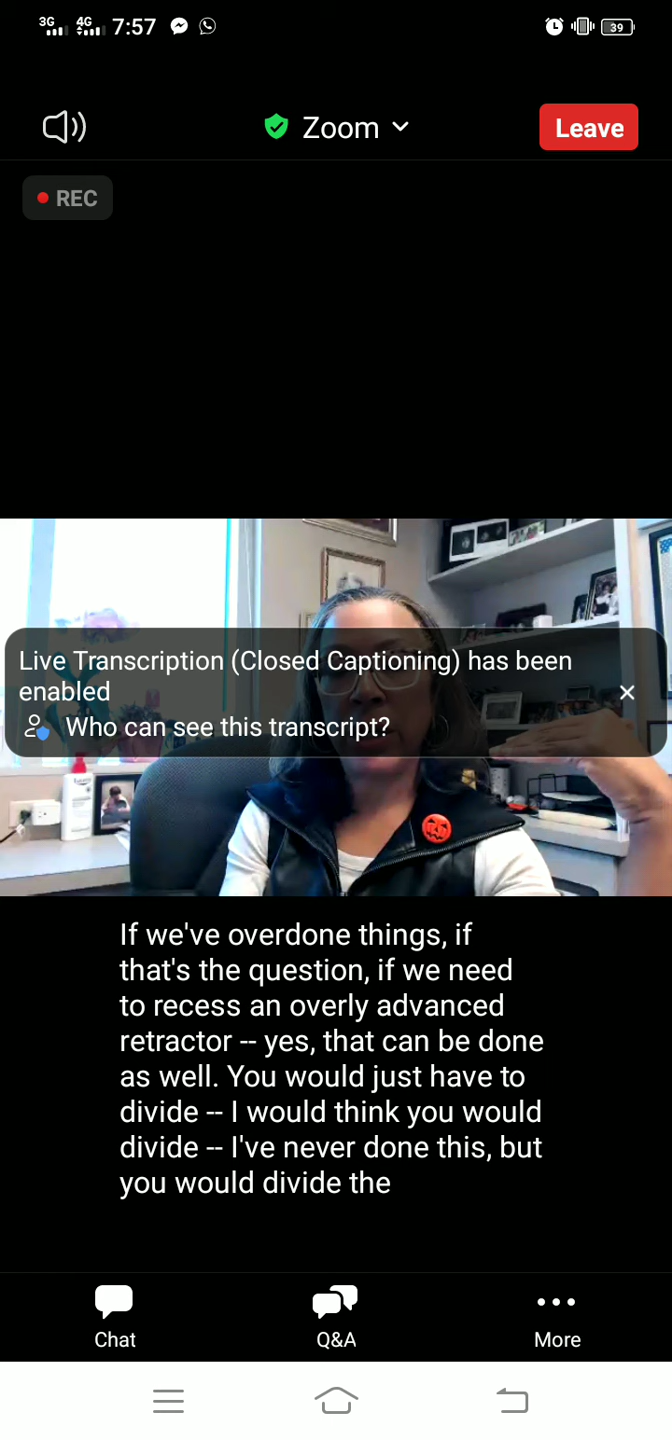 3G 4G 7:57 39
Zoom
Leave
REC
Live Transcription (Closed Captioning) has been
enabled
Who can see this transcript?
If we've overdone things, if
that's the question, if we need
to recess an overly advanced
retractor -- yes, that can be done
as well. You would just have to
divide -- I would think you would
divide -- I've never done this, but
you would divide the
Chat
Q&A
More